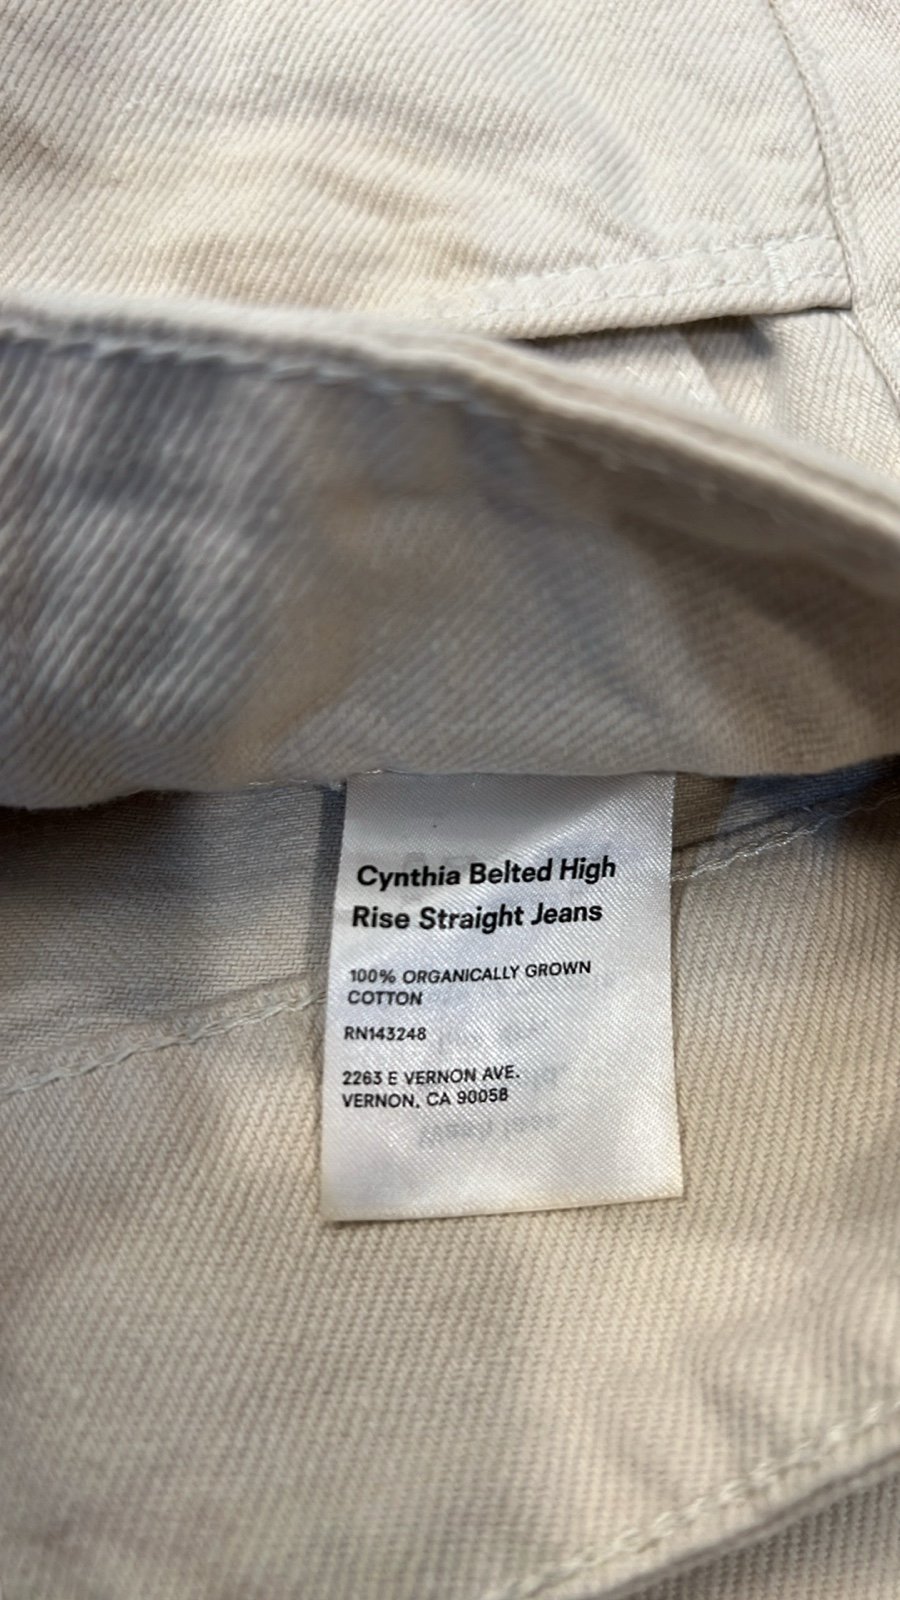 Cynthia Belted High
Rise Straight Jeans
100% ORGANICALLY GROWN
COTTON
RN143248
2263 E VERNON AVE.
VERNON, CA 90058